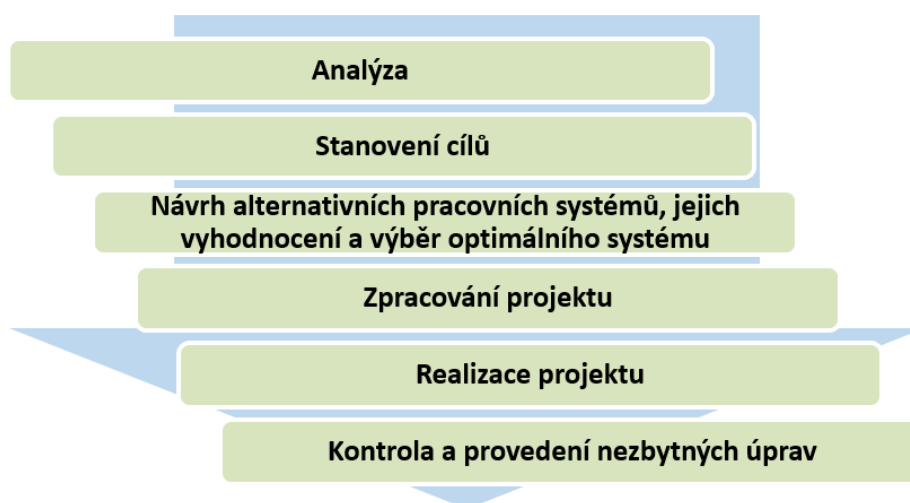 Analýza
Stanovení cílů
Návrh alternativních pracovních systémů, jejich
vyhodnocení a výběr optimálního systému
Zpracování projektu
Realizace projektu
Kontrola a provedení nezbytných úprav